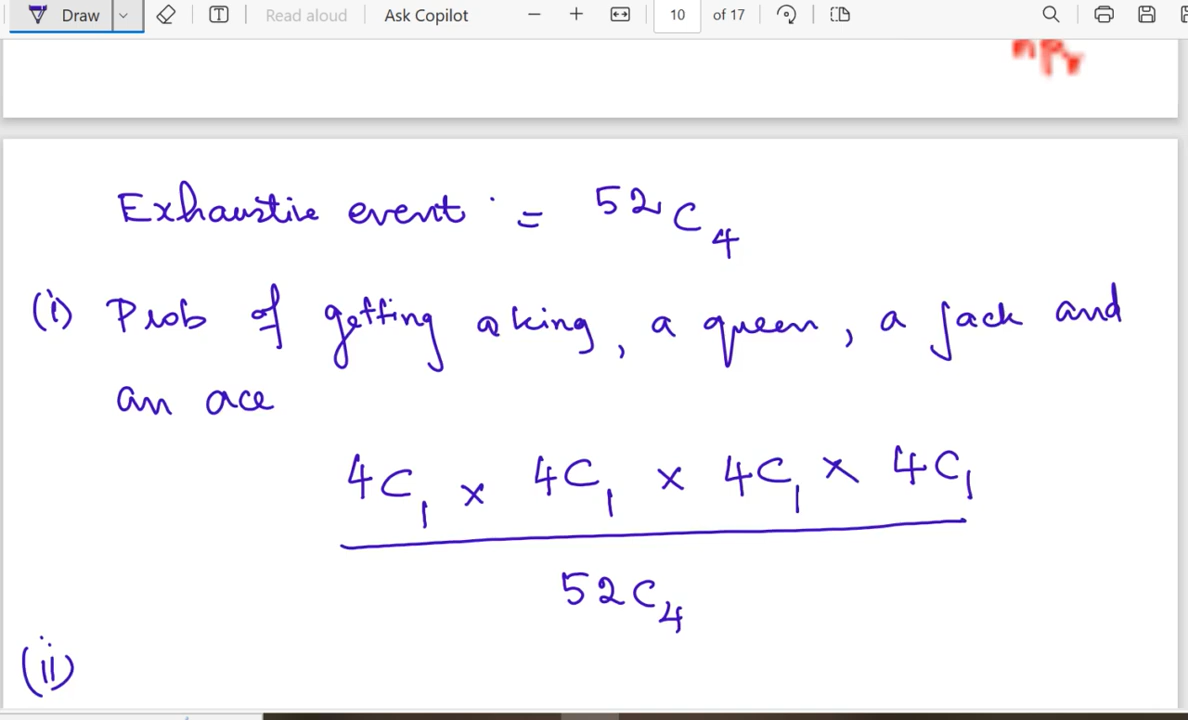 Draw
Read aloud
Ask Copilot
10 of 17
nPr
Exhaustive event = 52C4
(i) Prob of getting a king, a queen, a jack and
an ace
4C1 x 4C1 x 4C1 x 4C1
52C4
(ii)